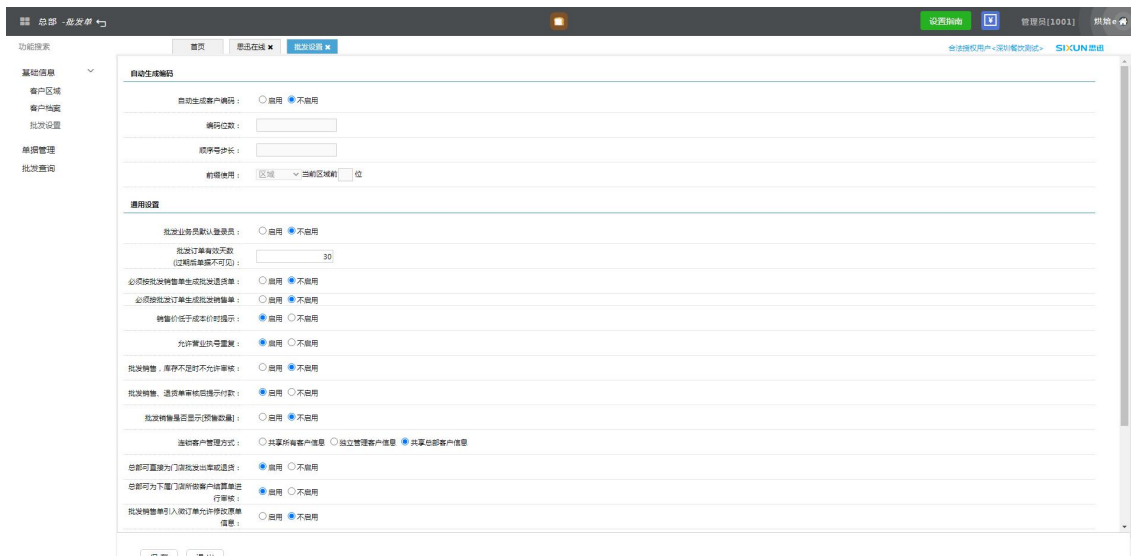 总部 -批发单
设置指南
管理员[1001]
烘焙e
功能搜索
首页
思迅在线
批发设置
合法授权用户<深圳餐饮测试>
SIXUN思迅
基础信息
客户区域
客户档案
批发设置
单据管理
批发查询
自动生成编码
自动生成客户编码: 启用 不启用
编码位数:
顺序号步长:
前缀使用: 区域 当前区域前 位
通用设置
批发业务员默认登录员: 启用 不启用
批发订单有效天数
(过期后单据不可见): 30
必须按批发销售单生成批发退货单: 启用 不启用
必须按批发订单生成批发销售单: 启用 不启用
销售价低于成本价时提示: 启用 不启用
允许营业执号重复: 启用 不启用
批发销售,库存不足时不允许审核: 启用 不启用
批发销售、退货单审核后提示付款: 启用 不启用
批发销售是否显示[预售数量]: 启用 不启用
连锁客户管理方式: 共享所有客户信息 独立管理客户信息 共享总部客户信息
总部可直接为门店批发出库或退货: 启用 不启用
总部可为下属门店所做客户结算单进
行审核: 启用 不启用
批发销售单引入微订单允许修改原单
信息: 启用 不启用